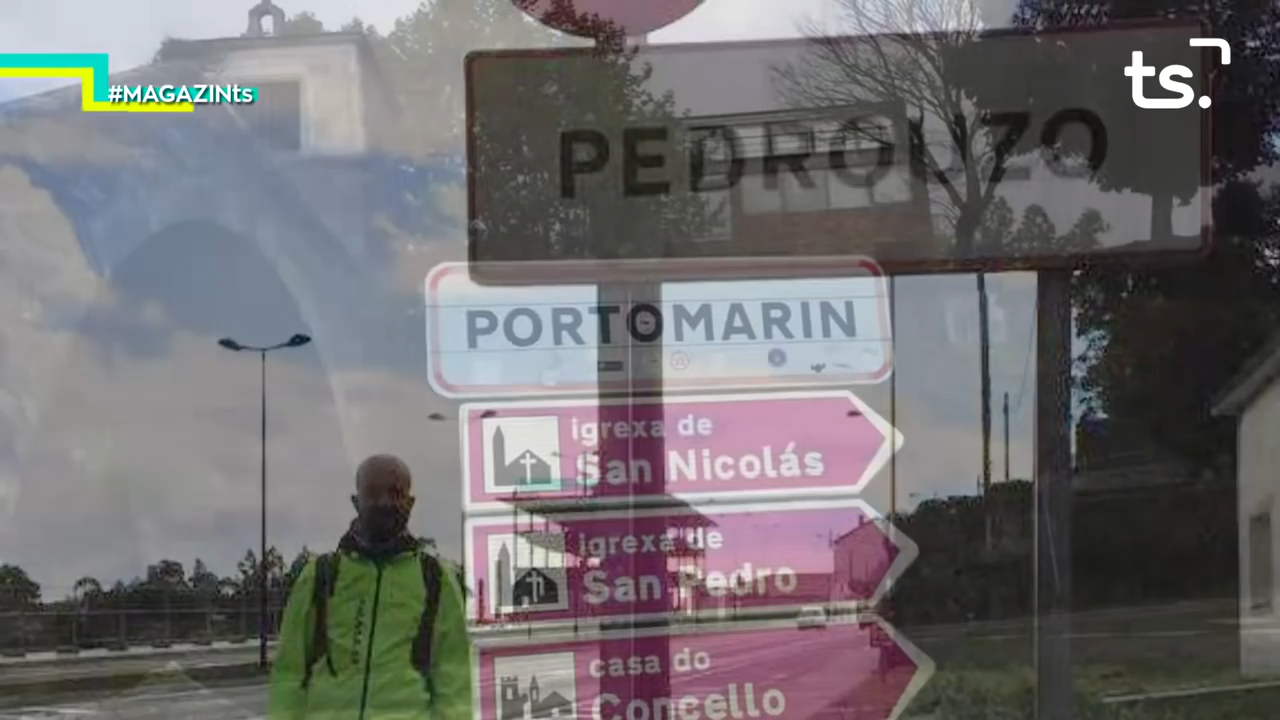 #MAGAZINts
ts.
PEDROUZO
PORTOMARIN
igrexa de
San Nicolás
igrexa de
San Pedro
casa do
Concello